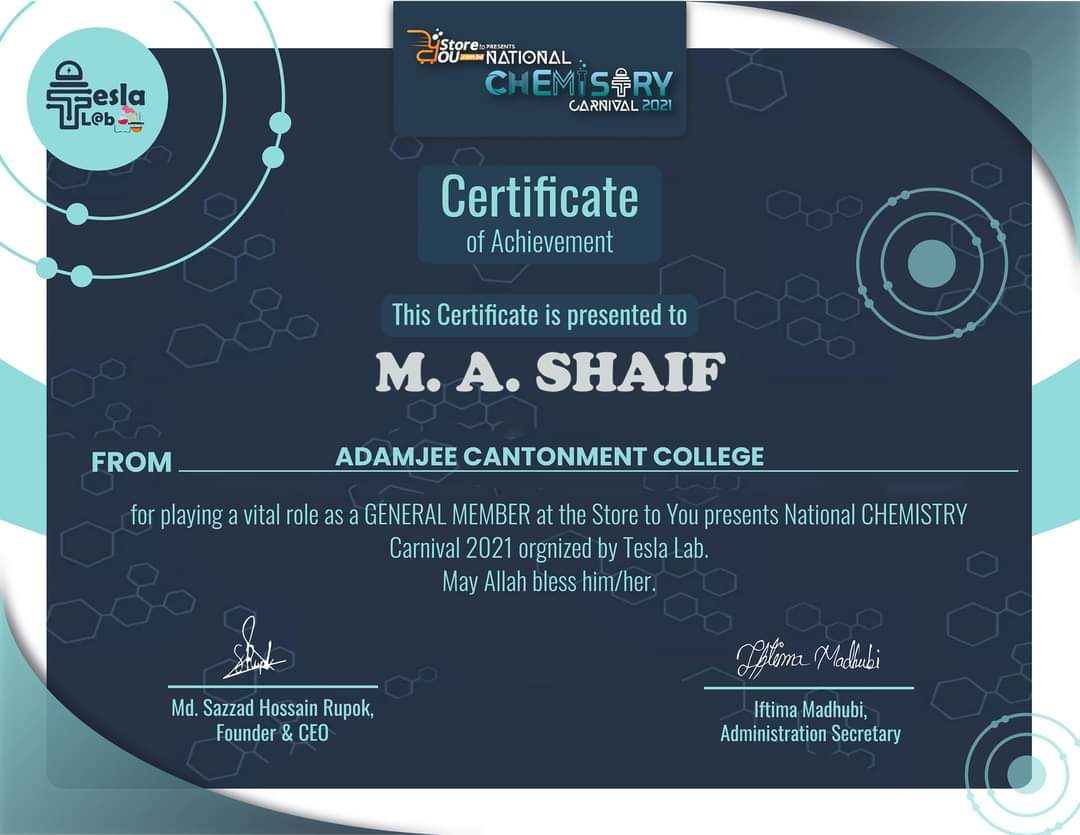 Tesla
L@b
Store to PRESENTS
YOU .com.bd NATIONAL
CHEMISTRY
CARNIVAL 2021
Certificate
of Achievement
This Certificate is presented to
M. A. SHAIF
FROM ADAMJEE CANTONMENT COLLEGE
for playing a vital role as a GENERAL MEMBER at the Store to You presents National CHEMISTRY
Carnival 2021 orgnized by Tesla Lab.
May Allah bless him/her.
Iftima Madhubi
Md. Sazzad Hossain Rupok,
Founder & CEO
Iftima Madhubi,
Administration Secretary